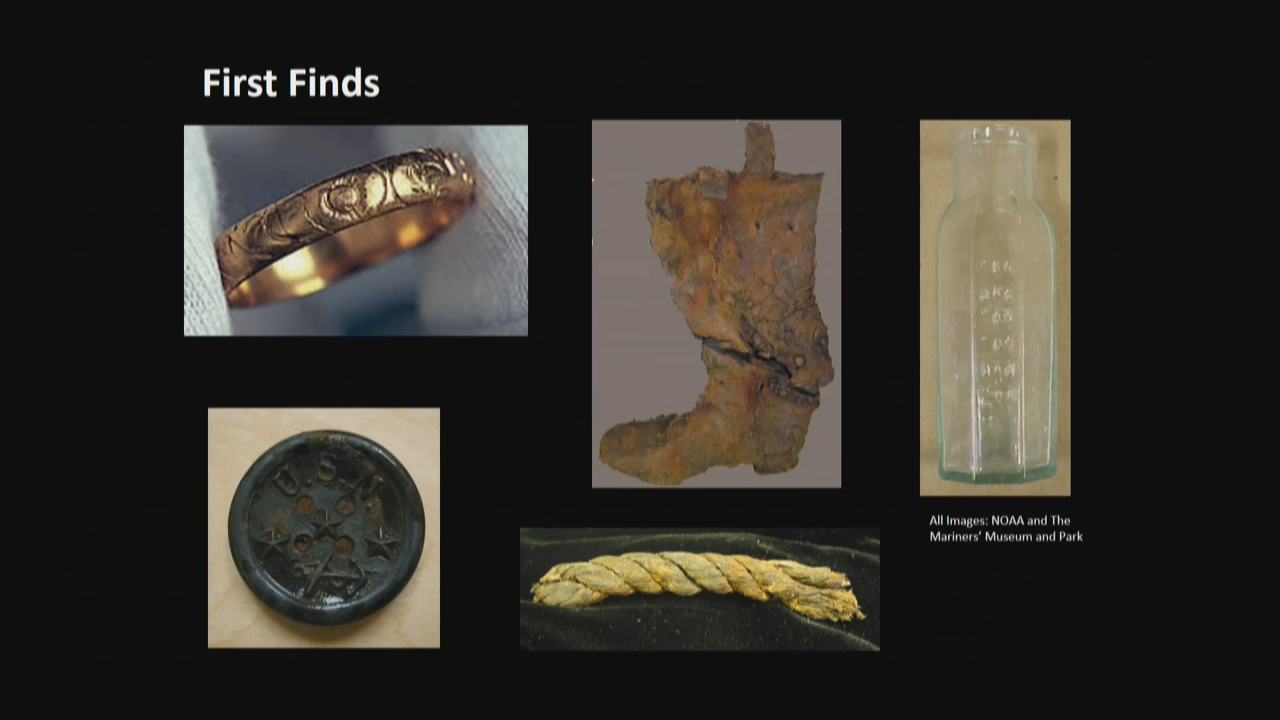 First Finds
U.S.N
All Images: NOAA and The
Mariners' Museum and Park